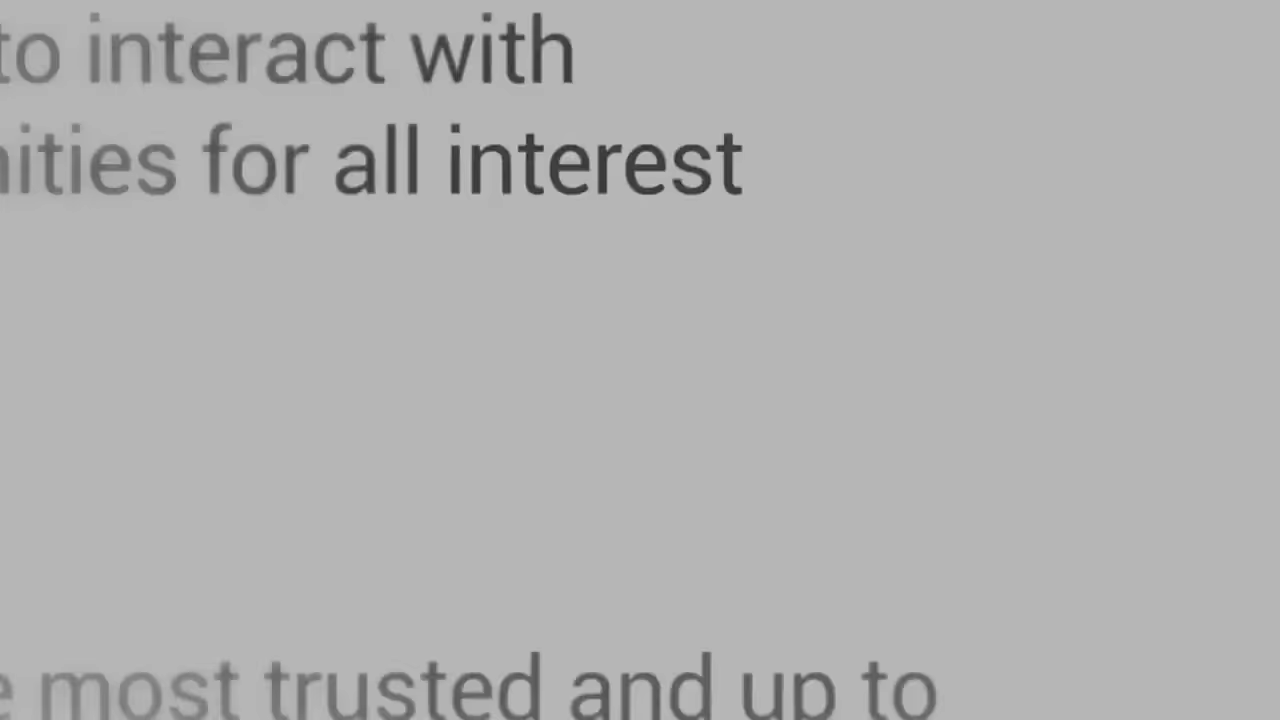 to interact with
nities for all interest
e most trusted and up to